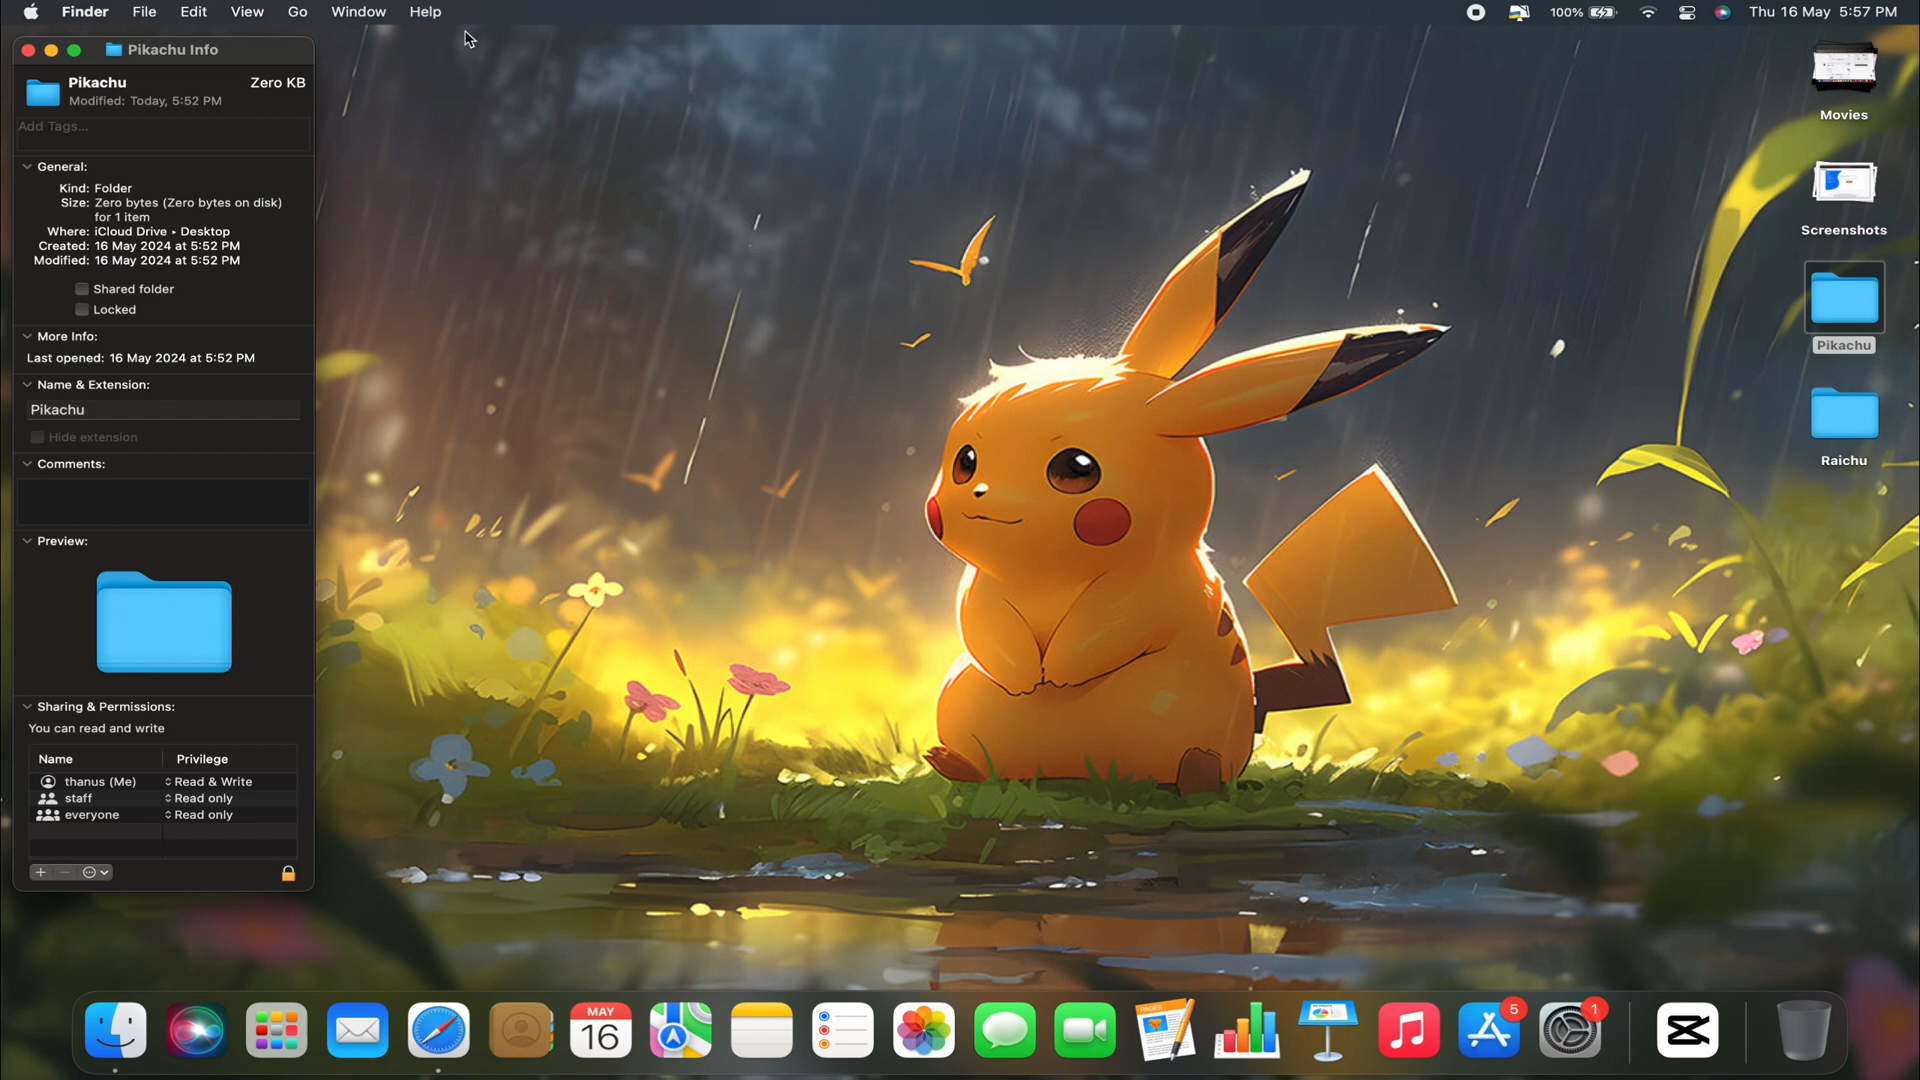 Finder File Edit View Go Window Help
100% Thu 16 May 5:57 PM
Pikachu Info
Pikachu Zero KB
Modified: Today, 5:52 PM
Add Tags...
General:
Kind: Folder
Size: Zero bytes (Zero bytes on disk)
for 1 item
Where: iCloud Drive ▸ Desktop
Created: 16 May 2024 at 5:52 PM
Modified: 16 May 2024 at 5:52 PM
Shared folder
Locked
More Info:
Last opened: 16 May 2024 at 5:52 PM
Name & Extension:
Pikachu
Hide extension
Comments:
Preview:
Sharing & Permissions:
You can read and write
Name Privilege
thanus (Me) Read & Write
staff Read only
everyone Read only
Movies
Screenshots
Pikachu
Raichu
MAY
16
PAGES
5
1